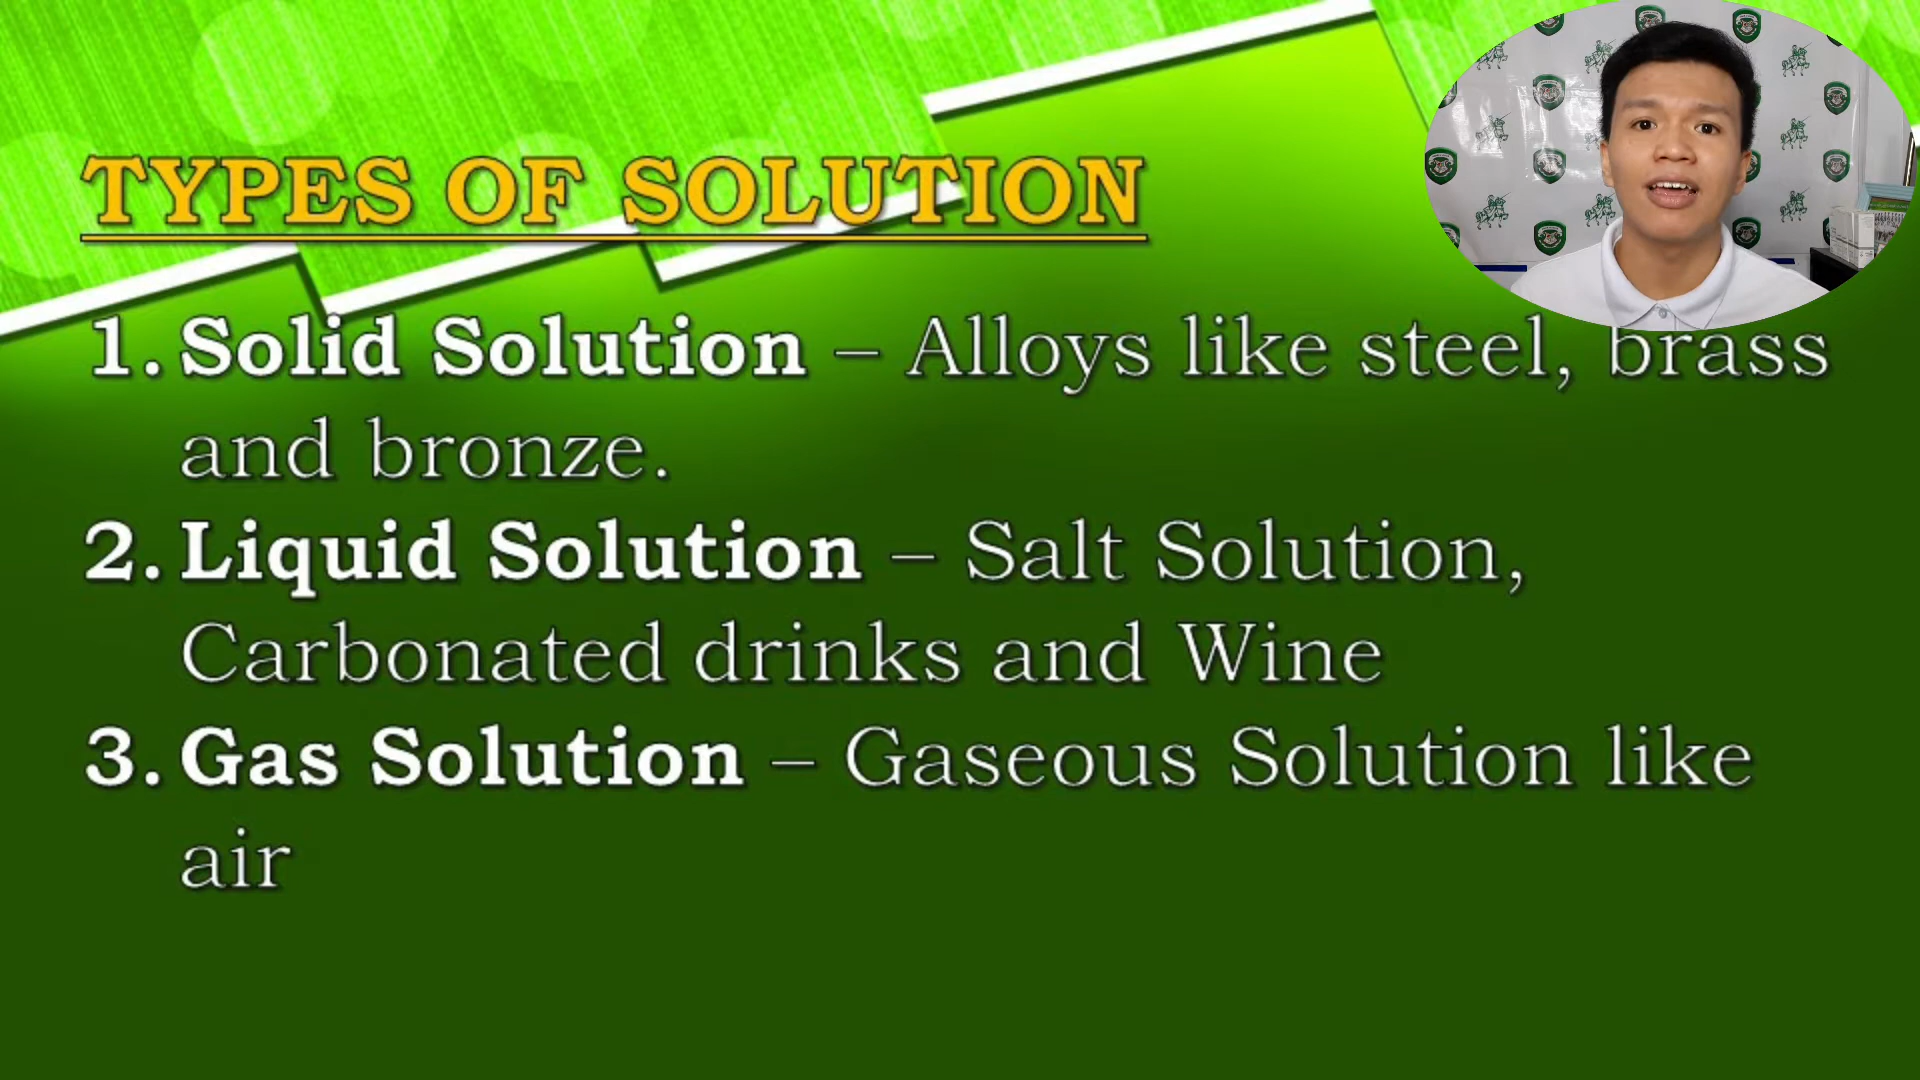 TYPES OF SOLUTION
1. Solid Solution – Alloys like steel, brass
and bronze.
2. Liquid Solution – Salt Solution,
Carbonated drinks and Wine
3. Gas Solution – Gaseous Solution like
air